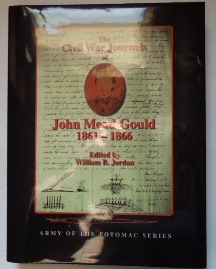 The
Civil War Journals
of
John Mead Gould
1861 – 1866
Edited by
William B. Jordan
ARMY OF THE POTOMAC SERIES